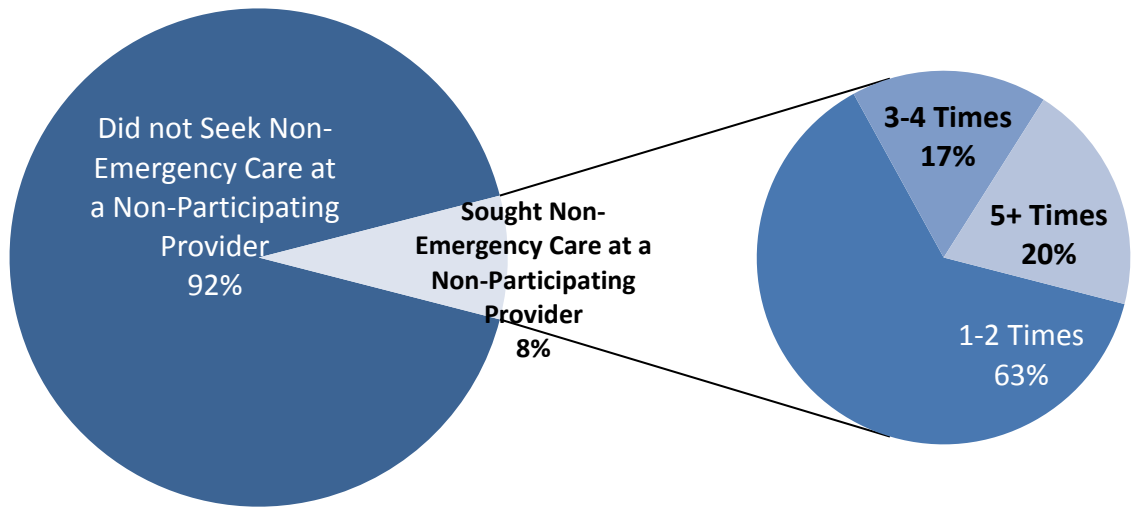 Did not Seek Non-
Emergency Care at
a Non-Participating
Provider
92%
Sought Non-
Emergency Care at a
Non-Participating
Provider
8%
3-4 Times
17%
5+ Times
20%
1-2 Times
63%